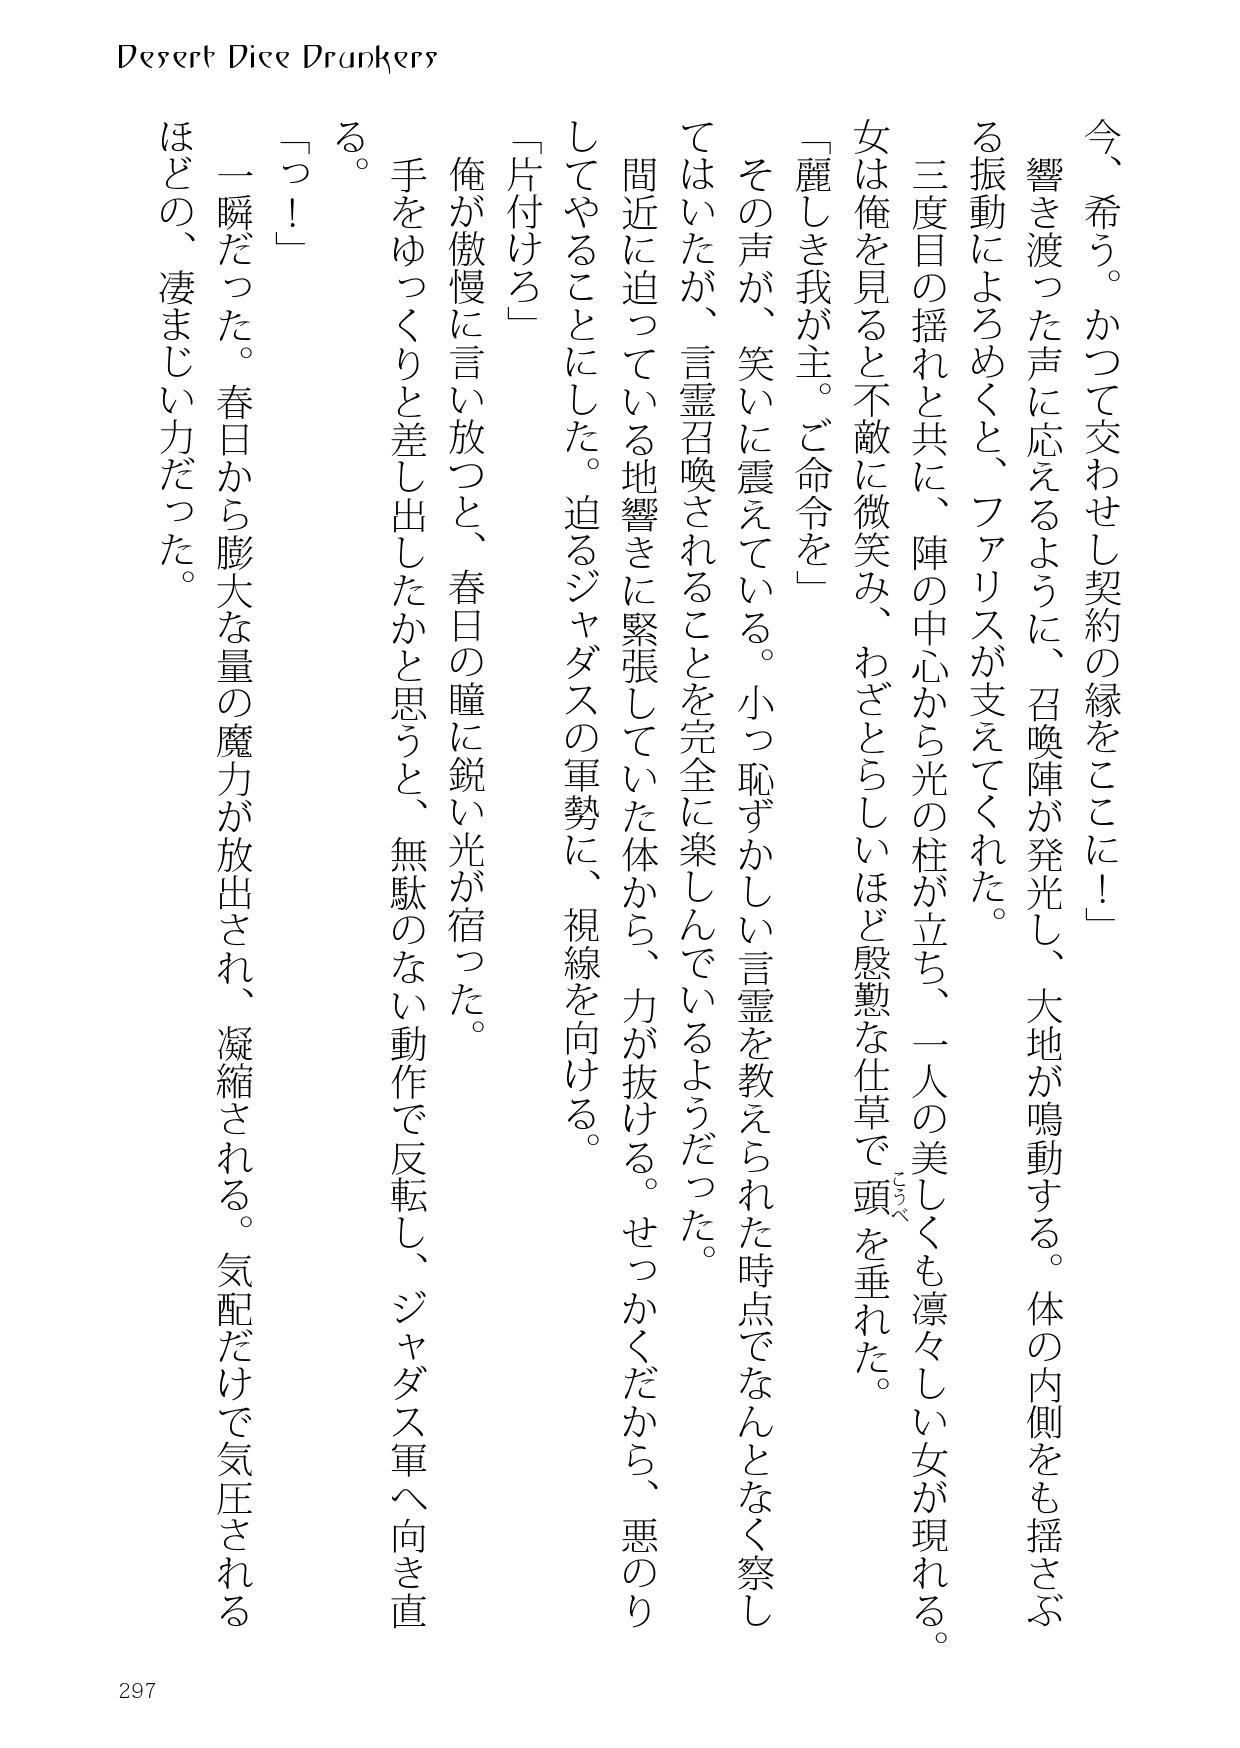 Desert Dice Drunkers
今、希う。かつて交わせし契約の縁をここに！」
響き渡った声に応えるように、召喚陣が発光し、大地が鳴動する。体の内側をも揺さぶ
る振動によろめくと、ファリスが支えてくれた。
三度目の揺れと共に、陣の中心から光の柱が立ち、一人の美しくも凛々しい女が現れる。
女は俺を見ると不敵に微笑み、わざとらしいほど慇懃な仕草で頭こうべを垂れた。
「麗しき我が主。ご命令を」
その声が、笑いに震えている。小っ恥ずかしい言霊を教えられた時点でなんとなく察し
てはいたが、言霊召喚されることを完全に楽しんでいるようだった。
間近に迫っている地響きに緊張していた体から、力が抜ける。せっかくだから、悪のり
してやることにした。迫るジャダスの軍勢に、視線を向ける。
「片付けろ」
俺が傲慢に言い放つと、春日の瞳に鋭い光が宿った。
手をゆっくりと差し出したかと思うと、無駄のない動作で反転し、ジャダス軍へ向き直
る。
「っ！」
一瞬だった。春日から膨大な量の魔力が放出され、凝縮される。気配だけで気圧される
ほどの、凄まじい力だった。
297